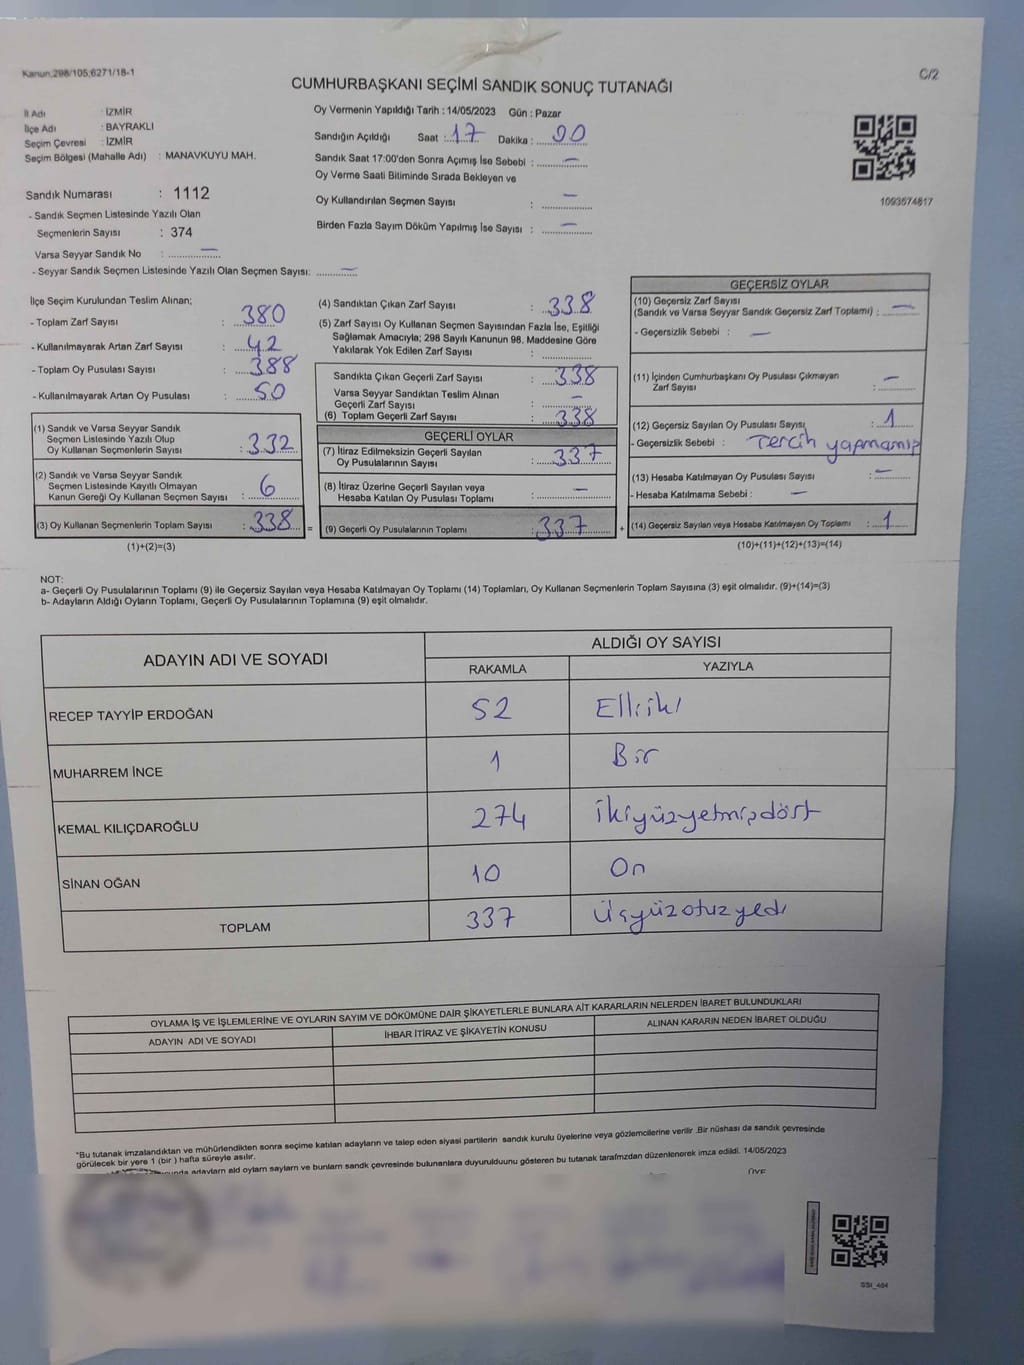 Kanun;298/105;6271/18-1
C/2
CUMHURBAŞKANI SEÇİMİ SANDIK SONUÇ TUTANAĞI
İl Adı : İZMİR
İlçe Adı : BAYRAKLI
Seçim Çevresi : İZMİR
Seçim Bölgesi (Mahalle Adı) : MANAVKUYU MAH.
Sandık Numarası : 1112
- Sandık Seçmen Listesinde Yazılı Olan
Seçmenlerin Sayısı : 374
Varsa Seyyar Sandık No : —
- Seyyar Sandık Seçmen Listesinde Yazılı Olan Seçmen Sayısı: —
Oy Vermenin Yapıldığı Tarih : 14/05/2023 Gün : Pazar
Sandığın Açıldığı Saat : 17 Dakika : 00
Sandık Saat 17:00'den Sonra Açımış İse Sebebi : —
Oy Verme Saati Bitiminde Sırada Bekleyen ve
Oy Kullandırılan Seçmen Sayısı : —
Birden Fazla Sayım Döküm Yapılmış İse Sayısı : —
1093574817
İlçe Seçim Kurulundan Teslim Alınan;
- Toplam Zarf Sayısı : 380
- Kullanılmayarak Artan Zarf Sayısı : 42
- Toplam Oy Pusulası Sayısı : 388
- Kullanılmayarak Artan Oy Pusulası : 50
(1) Sandık ve Varsa Seyyar Sandık
Seçmen Listesinde Yazılı Olup
Oy Kullanan Seçmenlerin Sayısı : 332
(2) Sandık ve Varsa Seyyar Sandık
Seçmen Listesinde Kayıtlı Olmayan
Kanun Gereği Oy Kullanan Seçmen Sayısı : 6
(3) Oy Kullanan Seçmenlerin Toplam Sayısı : 338 =
(1)+(2)=(3)
(4) Sandıktan Çıkan Zarf Sayısı : 338
(5) Zarf Sayısı Oy Kullanan Seçmen Sayısından Fazla İse, Eşitliği
Sağlamak Amacıyla; 298 Sayılı Kanunun 98. Maddesine Göre
Yakılarak Yok Edilen Zarf Sayısı :
Sandıkta Çıkan Geçerli Zarf Sayısı : 338
Varsa Seyyar Sandıktan Teslim Alınan
Geçerli Zarf Sayısı : —
(6) Toplam Geçerli Zarf Sayısı : 338
GEÇERLİ OYLAR
(7) İtiraz Edilmeksizin Geçerli Sayılan
Oy Pusulalarının Sayısı : 337
(8) İtiraz Üzerine Geçerli Sayılan veya
Hesaba Katılan Oy Pusulası Toplamı : —
(9) Geçerli Oy Pusulalarının Toplamı : 337 +
GEÇERSİZ OYLAR
(10) Geçersiz Zarf Sayısı
(Sandık ve Varsa Seyyar Sandık Geçersiz Zarf Toplamı) : —
- Geçersizlik Sebebi : —
(11) İçinden Cumhurbaşkanı Oy Pusulası Çıkmayan
Zarf Sayısı : —
(12) Geçersiz Sayılan Oy Pusulası Sayısı : 1
- Geçersizlik Sebebi : Tercih yapmamış
(13) Hesaba Katılmayan Oy Pusulası Sayısı : —
- Hesaba Katılmama Sebebi : —
(14) Geçersiz Sayılan veya Hesaba Katılmayan Oy Toplamı : 1
(10)+(11)+(12)+(13)=(14)
NOT:
a- Geçerli Oy Pusulalarının Toplamı (9) ile Geçersiz Sayılan veya Hesaba Katılmayan Oy Toplamı (14) Toplamları, Oy Kullanan Seçmenlerin Toplam Sayısına (3) eşit olmalıdır. (9)+(14)=(3)
b- Adayların Aldığı Oyların Toplamı, Geçerli Oy Pusulalarının Toplamına (9) eşit olmalıdır.
ADAYIN ADI VE SOYADI ALDIĞI OY SAYISI
RAKAMLA YAZIYLA
RECEP TAYYİP ERDOĞAN 52 Elliiki
MUHARREM İNCE 1 Bir
KEMAL KILIÇDAROĞLU 274 ikiyüzyetmişdört
SİNAN OĞAN 10 On
TOPLAM 337 Üçyüzotuzyedi
OYLAMA İŞ VE İŞLEMLERİNE VE OYLARIN SAYIM VE DÖKÜMÜNE DAİR ŞİKAYETLERLE BUNLARA AİT KARARLARIN NELERDEN İBARET BULUNDUKLARI
ADAYIN ADI VE SOYADI İHBAR İTİRAZ VE ŞİKAYETİN KONUSU ALINAN KARARIN NEDEN İBARET OLDUĞU
*Bu tutanak imzalandıktan ve mühürlendikten sonra seçime katılan adayların ve talep eden siyasi partilerin sandık kurulu üyelerine veya gözlemcilerine verilir .Bir nüshası da sandık çevresinde
görülecek bir yere 1 (bir ) hafta süreyle asılır.
adayların ald oyların sayların ve bunların sandk çevresinde bulunanlara duyurulduunu gösteren bu tutanak tarafmzdan düzenlenerek imza edildi. 14/05/2023
ÜYE
SSI_464